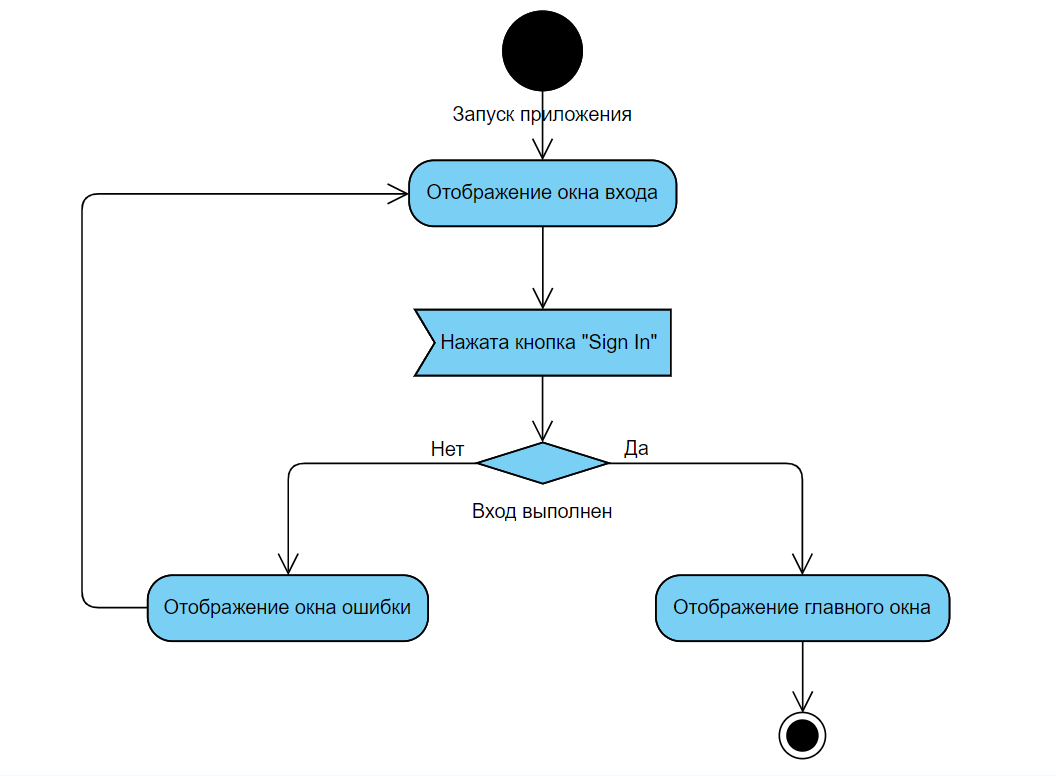 Запуск приложения
Отображение окна входа
Нажата кнопка "Sign In"
Нет
Да
Вход выполнен
Отображение окна ошибки
Отображение главного окна